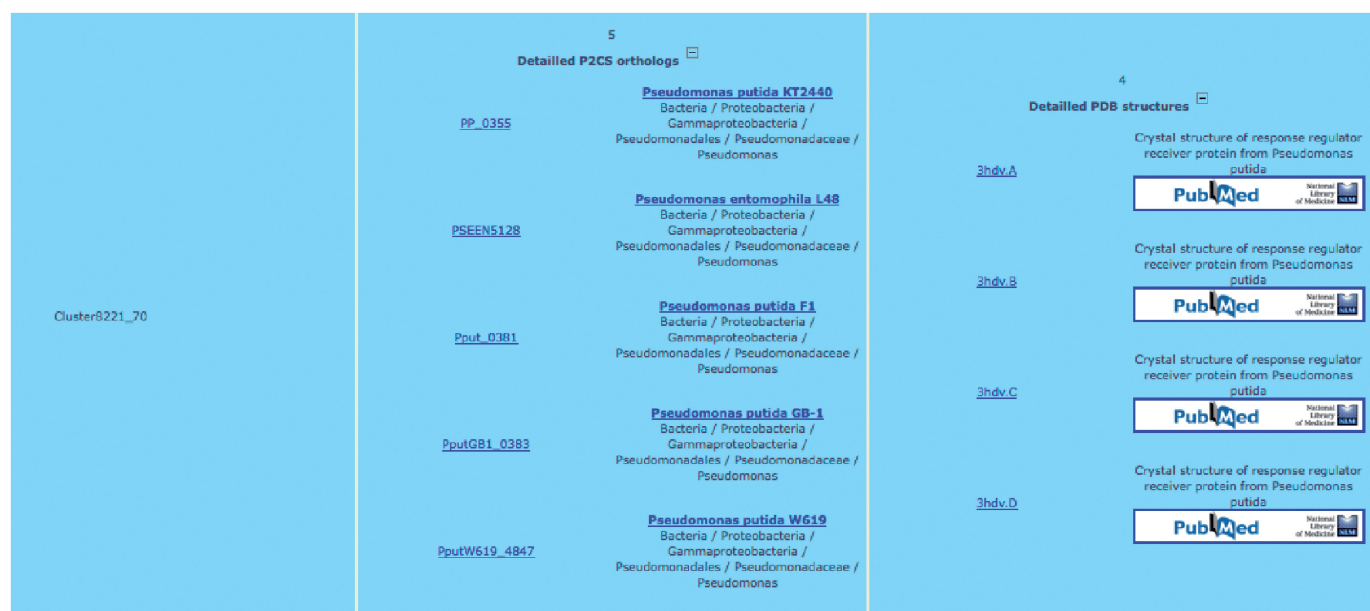 Cluster8221_70
5
Detailled P2CS orthologs
PP_0355
Pseudomonas putida KT2440
Bacteria / Proteobacteria /
Gammaproteobacteria /
Pseudomonadales / Pseudomonadaceae /
Pseudomonas
PSEEN5128
Pseudomonas entomophila L48
Bacteria / Proteobacteria /
Gammaproteobacteria /
Pseudomonadales / Pseudomonadaceae /
Pseudomonas
Pput_0381
Pseudomonas putida F1
Bacteria / Proteobacteria /
Gammaproteobacteria /
Pseudomonadales / Pseudomonadaceae /
Pseudomonas
PputGB1_0383
Pseudomonas putida GB-1
Bacteria / Proteobacteria /
Gammaproteobacteria /
Pseudomonadales / Pseudomonadaceae /
Pseudomonas
PputW619_4847
Pseudomonas putida W619
Bacteria / Proteobacteria /
Gammaproteobacteria /
Pseudomonadales / Pseudomonadaceae /
Pseudomonas
4
Detailled PDB structures
3hdv.A
Crystal structure of response regulator
receiver protein from Pseudomonas
putida
PubMed
National
Library
of Medicine NLM
3hdv.B
Crystal structure of response regulator
receiver protein from Pseudomonas
putida
PubMed
National
Library
of Medicine NLM
3hdv.C
Crystal structure of response regulator
receiver protein from Pseudomonas
putida
PubMed
National
Library
of Medicine NLM
3hdv.D
Crystal structure of response regulator
receiver protein from Pseudomonas
putida
PubMed
National
Library
of Medicine NLM